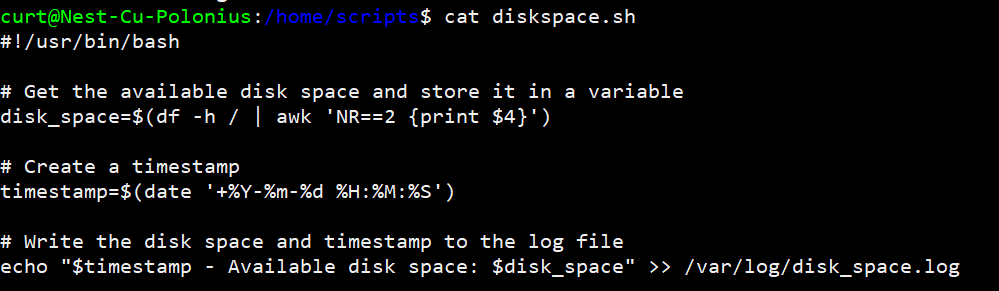 curt@Nest-Cu-Polonius:/home/scripts$ cat diskspace.sh
#!/usr/bin/bash
# Get the available disk space and store it in a variable
disk_space=$(df -h / | awk 'NR==2 {print $4}')
# Create a timestamp
timestamp=$(date '+%Y-%m-%d %H:%M:%S')
# Write the disk space and timestamp to the log file
echo "$timestamp - Available disk space: $disk_space" >> /var/log/disk_space.log